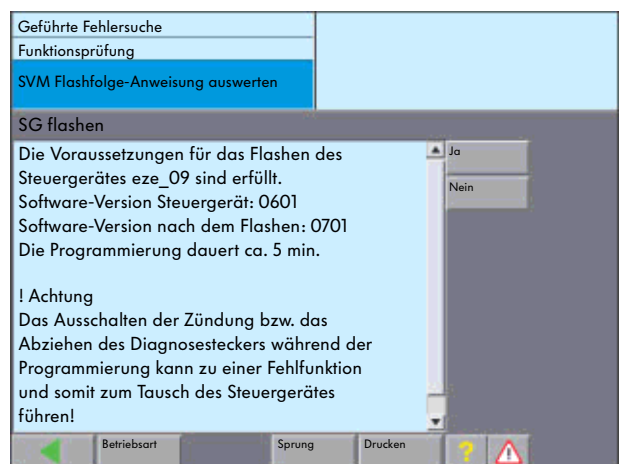 Geführte Fehlersuche
Funktionsprüfung
SVM Flashfolge-Anweisung auswerten
SG flashen
Die Voraussetzungen für das Flashen des
Steuergerätes eze_09 sind erfüllt.
Software-Version Steuergerät: 0601
Software-Version nach dem Flashen: 0701
Die Programmierung dauert ca. 5 min.
! Achtung
Das Ausschalten der Zündung bzw. das
Abziehen des Diagnosesteckers während der
Programmierung kann zu einer Fehlfunktion
und somit zum Tausch des Steuergerätes
führen!
Ja
Nein
Betriebsart
Sprung
Drucken
?
!